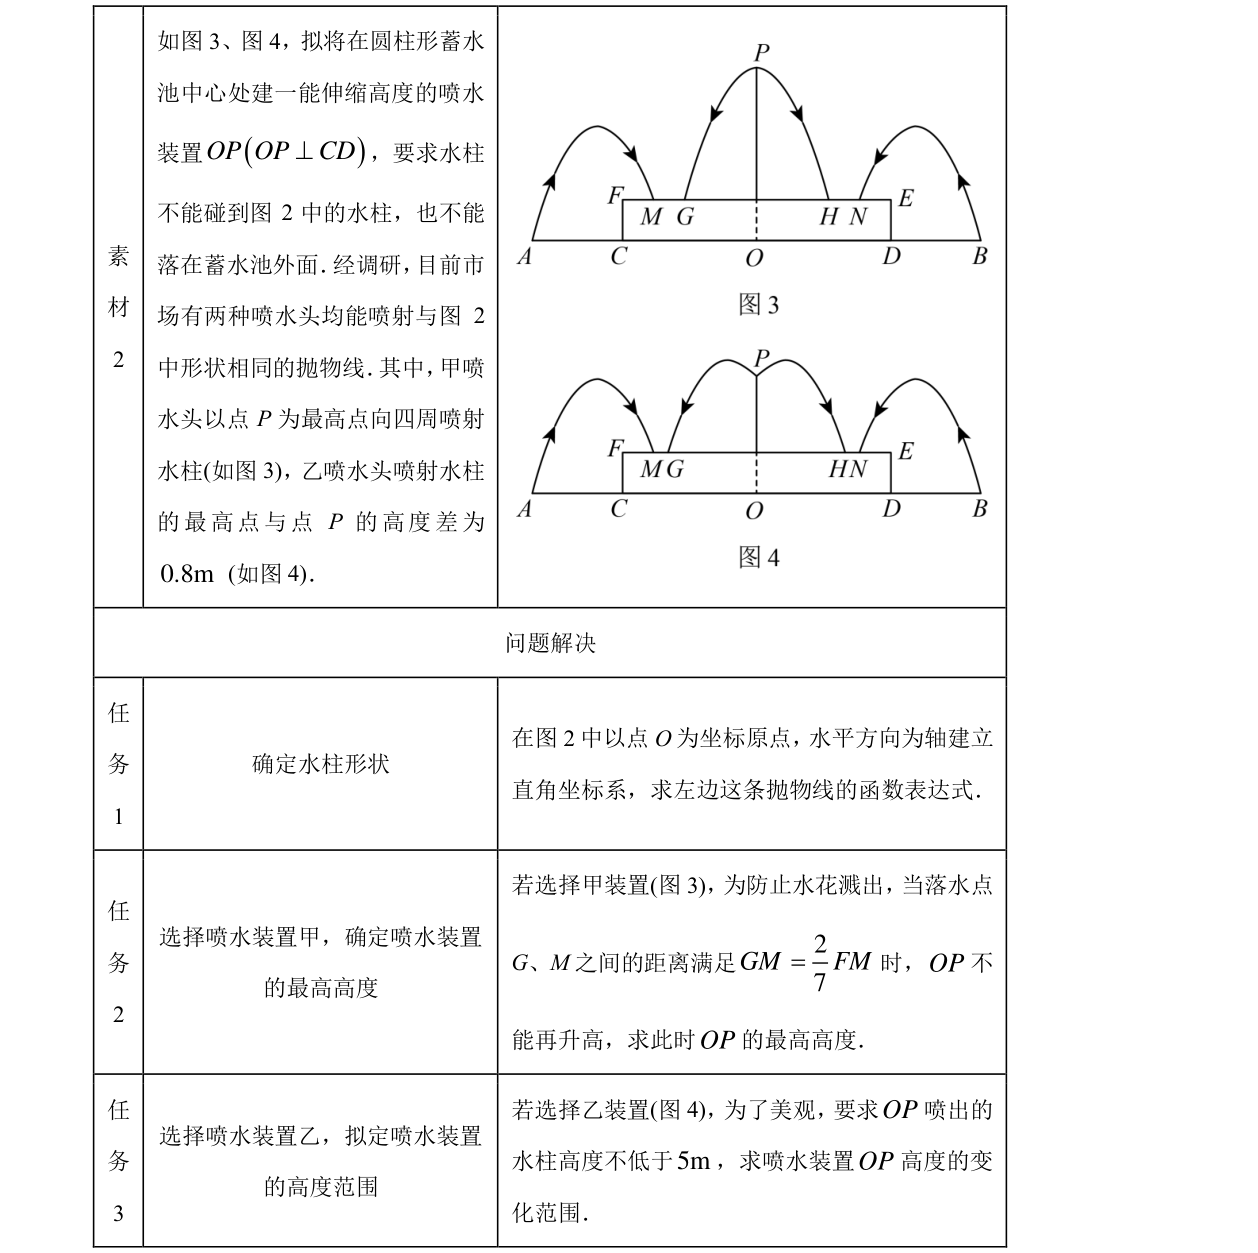 素
材
2
如图 3、图 4，拟将在圆柱形蓄水
池中心处建一能伸缩高度的喷水
装置OP(OP⊥CD)，要求水柱
不能碰到图 2 中的水柱，也不能
落在蓄水池外面．经调研，目前市
场有两种喷水头均能喷射与图 2
中形状相同的抛物线．其中，甲喷
水头以点 P 为最高点向四周喷射
水柱(如图 3)，乙喷水头喷射水柱
的最高点与点 P 的高度差为
0.8m (如图 4)．
P
F
M G
H N
E
A
C
O
D
B
图 3
P
F
M G
H N
E
A
C
O
D
B
图 4
问题解决
任
务
1
确定水柱形状
在图 2 中以点 O 为坐标原点，水平方向为轴建立
直角坐标系，求左边这条抛物线的函数表达式．
任
务
2
选择喷水装置甲，确定喷水装置
的最高高度
若选择甲装置(图 3)，为防止水花溅出，当落水点
G、M 之间的距离满足GM = 2/7 FM 时，OP 不
能再升高，求此时OP 的最高高度．
任
务
3
选择喷水装置乙，拟定喷水装置
的高度范围
若选择乙装置(图 4)，为了美观，要求OP 喷出的
水柱高度不低于5m，求喷水装置OP 高度的变
化范围．